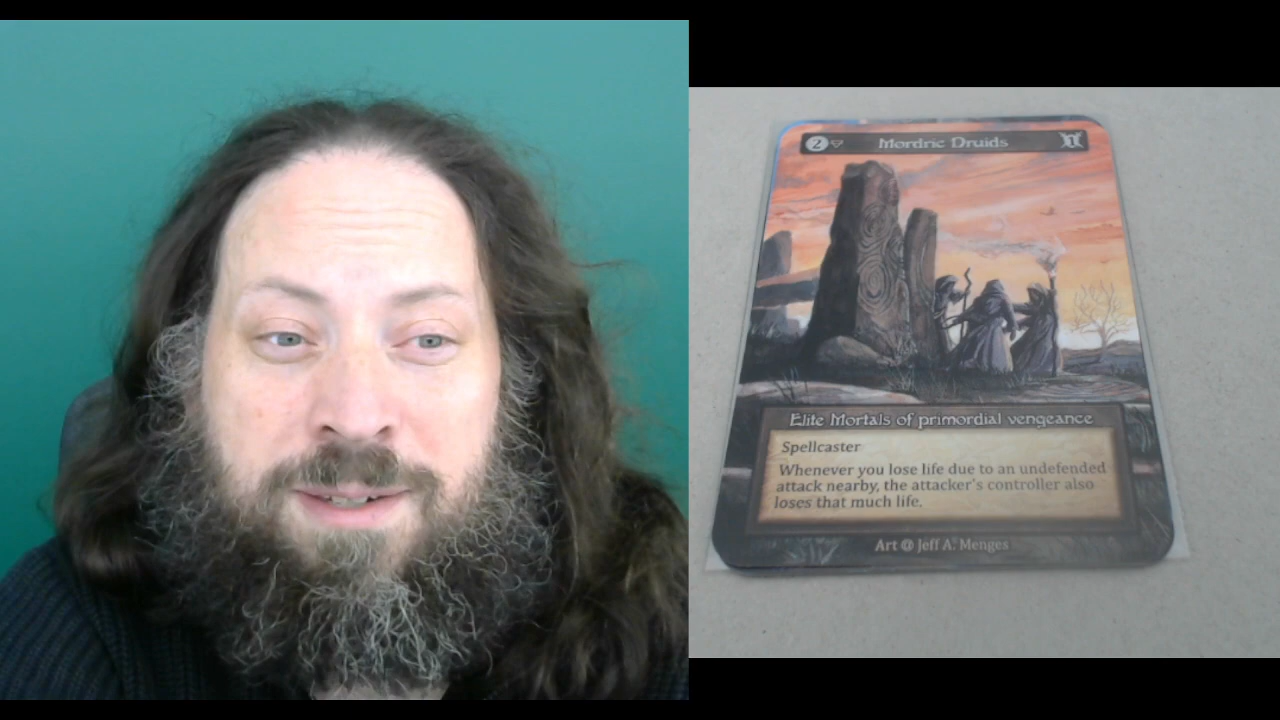 2 Mordric Druids 1
Elite Mortals of primordial vengeance
Spellcaster
Whenever you lose life due to an undefended
attack nearby, the attacker's controller also
loses that much life.
Art @ Jeff A. Menges